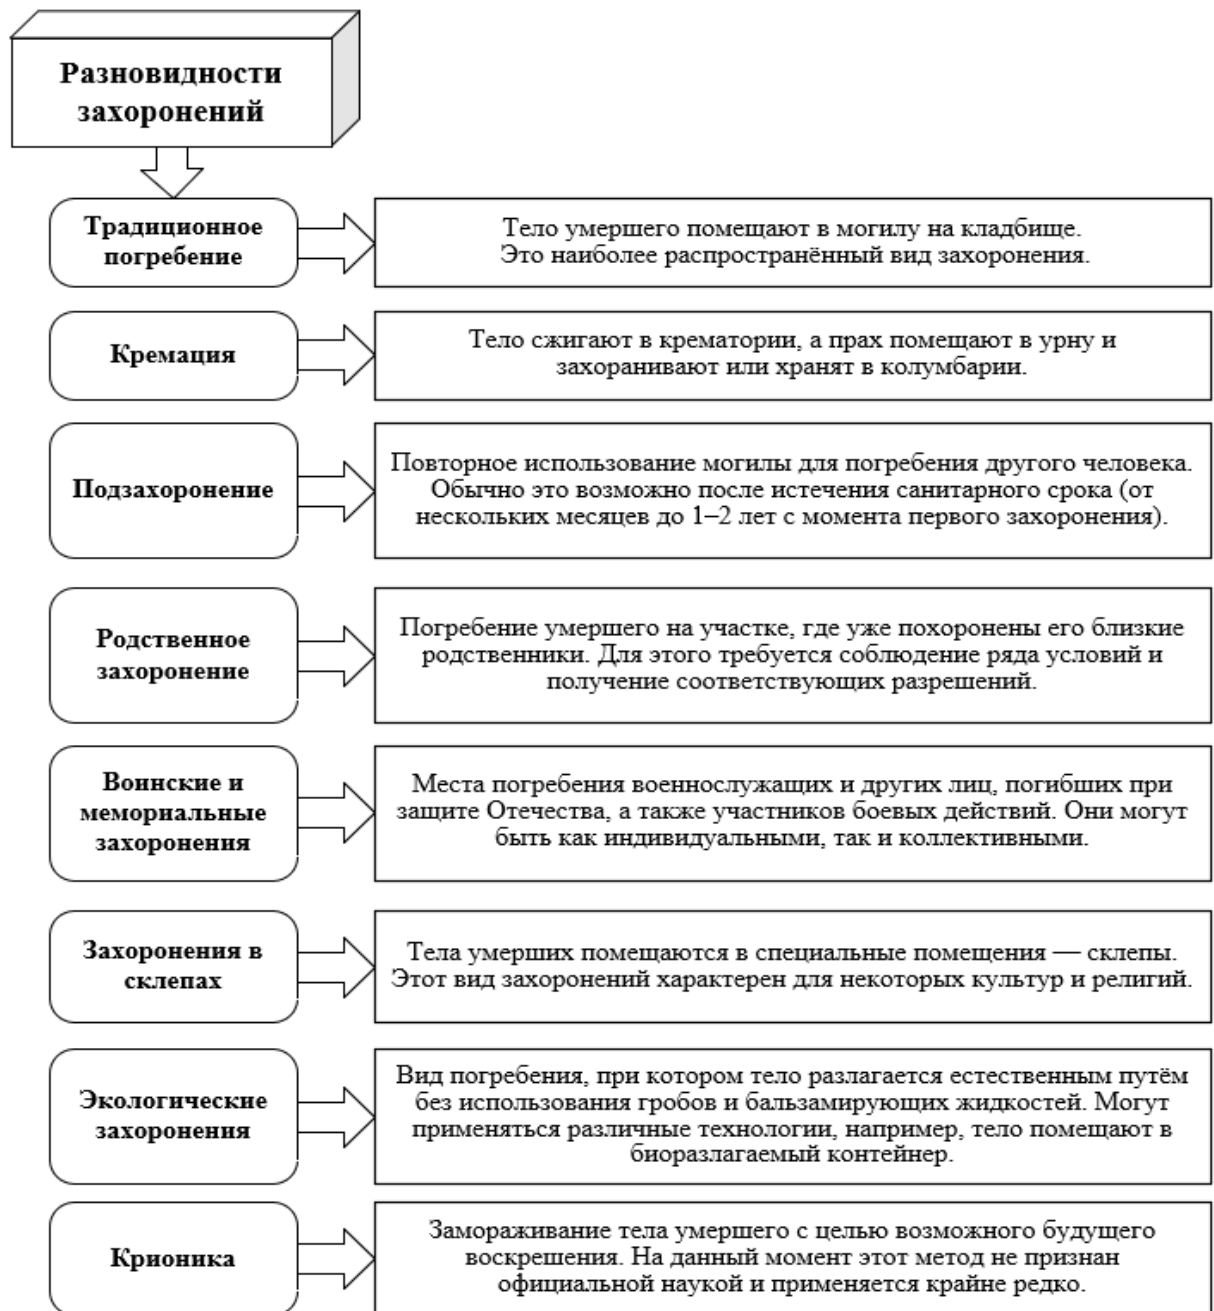 Разновидности
захоронений
Традиционное
погребение
Тело умершего помещают в могилу на кладбище.
Это наиболее распространённый вид захоронения.
Кремация
Тело сжигают в крематории, а прах помещают в урну и
захоранивают или хранят в колумбарии.
Подзахоронение
Повторное использование могилы для погребения другого человека.
Обычно это возможно после истечения санитарного срока (от
нескольких месяцев до 1–2 лет с момента первого захоронения).
Родственное
захоронение
Погребение умершего на участке, где уже похоронены его близкие
родственники. Для этого требуется соблюдение ряда условий и
получение соответствующих разрешений.
Воинские и
мемориальные
захоронения
Места погребения военнослужащих и других лиц, погибших при
защите Отечества, а также участников боевых действий. Они могут
быть как индивидуальными, так и коллективными.
Захоронения в
склепах
Тела умерших помещаются в специальные помещения — склепы.
Этот вид захоронений характерен для некоторых культур и религий.
Экологические
захоронения
Вид погребения, при котором тело разлагается естественным путём
без использования гробов и бальзамирующих жидкостей. Могут
применяться различные технологии, например, тело помещают в
биоразлагаемый контейнер.
Крионика
Замораживание тела умершего с целью возможного будущего
воскрешения. На данный момент этот метод не признан
официальной наукой и применяется крайне редко.